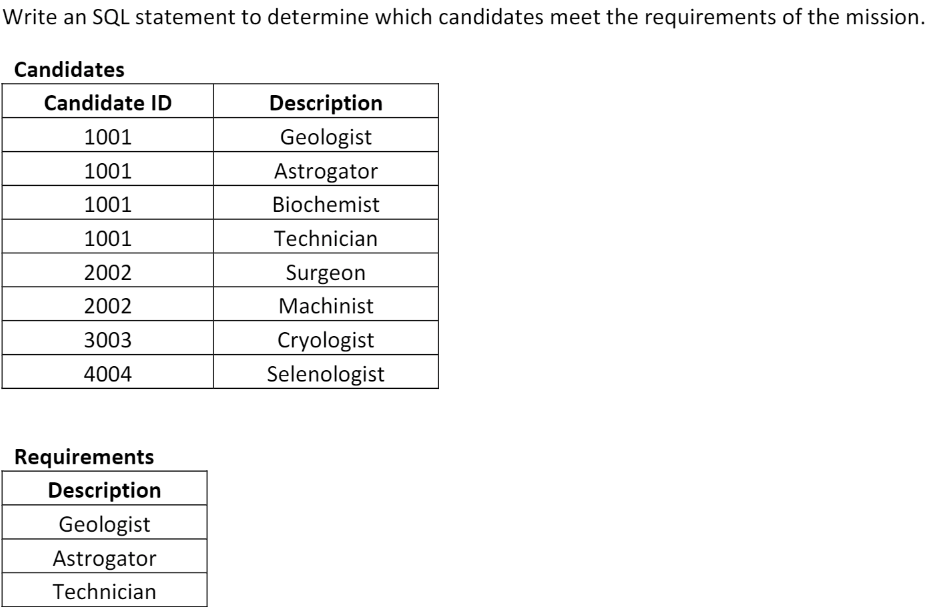 Write an SQL statement to determine which candidates meet the requirements of the mission.
Candidates
Candidate ID Description
1001 Geologist
1001 Astrogator
1001 Biochemist
1001 Technician
2002 Surgeon
2002 Machinist
3003 Cryologist
4004 Selenologist
Requirements
Description
Geologist
Astrogator
Technician